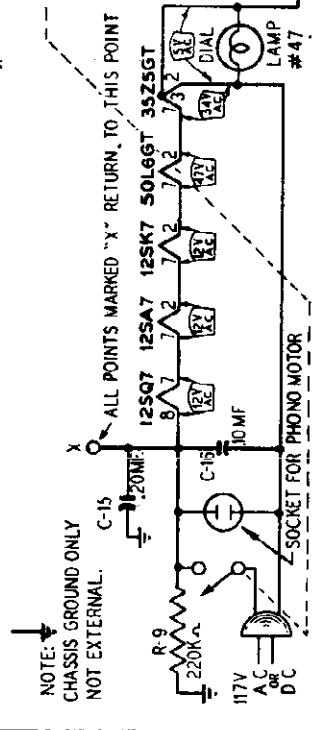 NOTE:
CHASSIS GROUND ONLY
NOT EXTERNAL.
X
ALL POINTS MARKED "X" RETURN TO THIS POINT
C-15
.20MF.
12SQ7
12SA7
12SK7
50L6GT
35Z5GT
8
7
7
2
7
2
7
2
7
3
2
12V
AC
12V
AC
12V
AC
47V
AC
34V
AC
AC
DIAL
LAMP
#47
R-9
220KΩ
C-16
.10MF
SOCKET FOR PHONO MOTOR
117V
AC
OR
DC